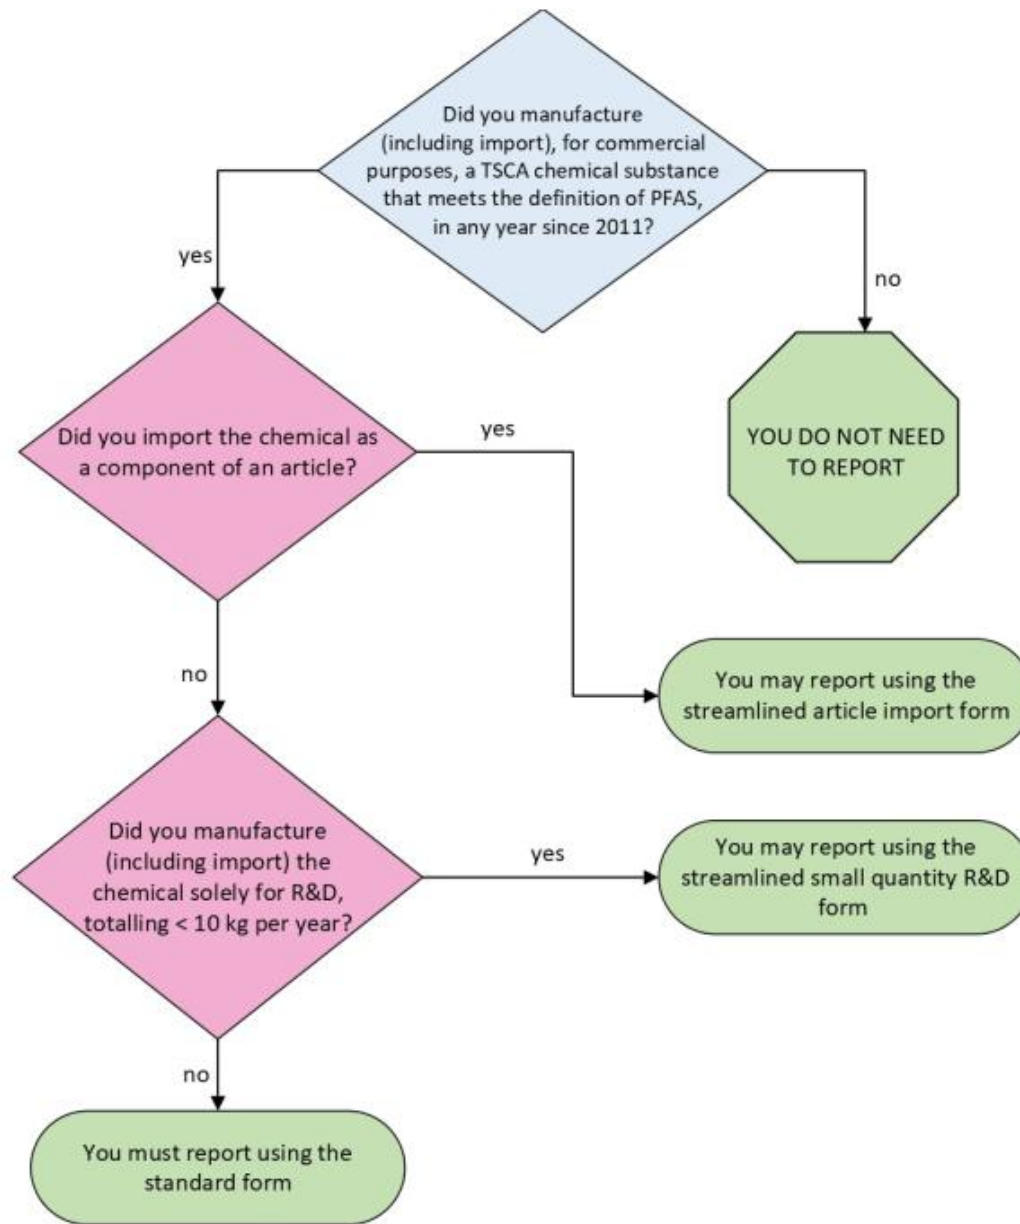 Did you manufacture
(including import), for commercial
purposes, a TSCA chemical substance
that meets the definition of PFAS,
in any year since 2011?
yes
no
Did you import the chemical as
a component of an article?
yes
YOU DO NOT NEED
TO REPORT
no
You may report using the
streamlined article import form
Did you manufacture
(including import) the
chemical solely for R&D,
totalling < 10 kg per year?
yes
You may report using the
streamlined small quantity R&D
form
no
You must report using the
standard form